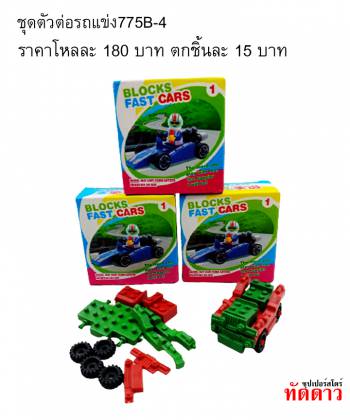 ชุดตัวต่อรถแข่ง775B-4
ราคาโหลละ 180 บาท ตกชิ้นละ 15 บาท
BLOCKS
FAST CARS
1
BLOCKS
FAST CARS
1
BLOCKS
FAST CARS
1
ซุปเปอร์สโตร์
ทัดดาว